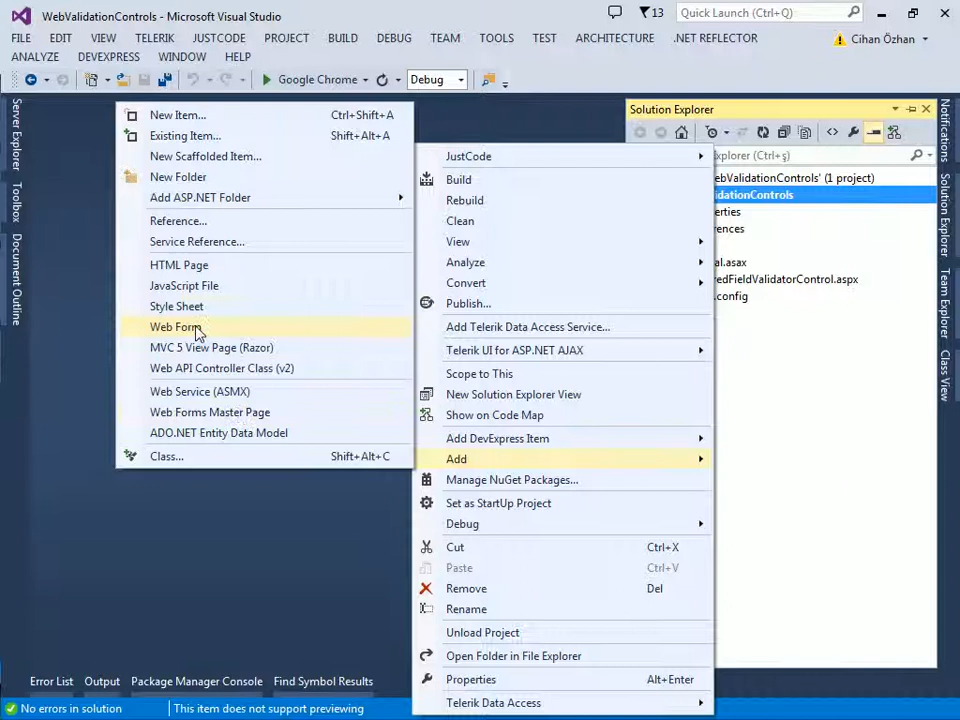 WebValidationControls - Microsoft Visual Studio
13
Quick Launch (Ctrl+Q)
FILE EDIT VIEW TELERIK JUSTCODE PROJECT BUILD DEBUG TEAM TOOLS TEST ARCHITECTURE .NET REFLECTOR
Cihan Özhan
ANALYZE DEVEXPRESS WINDOW HELP
Google Chrome
Debug
Server Explorer
Toolbox
Document Outline
New Item... Ctrl+Shift+A
Existing Item... Shift+Alt+A
New Scaffolded Item...
New Folder
Add ASP.NET Folder
Reference...
Service Reference...
HTML Page
JavaScript File
Style Sheet
Web Form
MVC 5 View Page (Razor)
Web API Controller Class (v2)
Web Service (ASMX)
Web Forms Master Page
ADO.NET Entity Data Model
Class... Shift+Alt+C
JustCode
Build
Rebuild
Clean
View
Analyze
Convert
Publish...
Add Telerik Data Access Service...
Telerik UI for ASP.NET AJAX
Scope to This
New Solution Explorer View
Show on Code Map
Add DevExpress Item
Add
Manage NuGet Packages...
Set as StartUp Project
Debug
Cut Ctrl+X
Paste Ctrl+V
Remove Del
Rename
Unload Project
Open Folder in File Explorer
Properties Alt+Enter
Telerik Data Access
Solution Explorer
Explorer (Ctrl+ş)
ebValidationControls' (1 project)
idationControls
erties
rences
al.asax
redFieldValidatorControl.aspx
.config
Notifications
Solution Explorer
Team Explorer
Class View
Error List Output Package Manager Console Find Symbol Results
No errors in solution This item does not support previewing